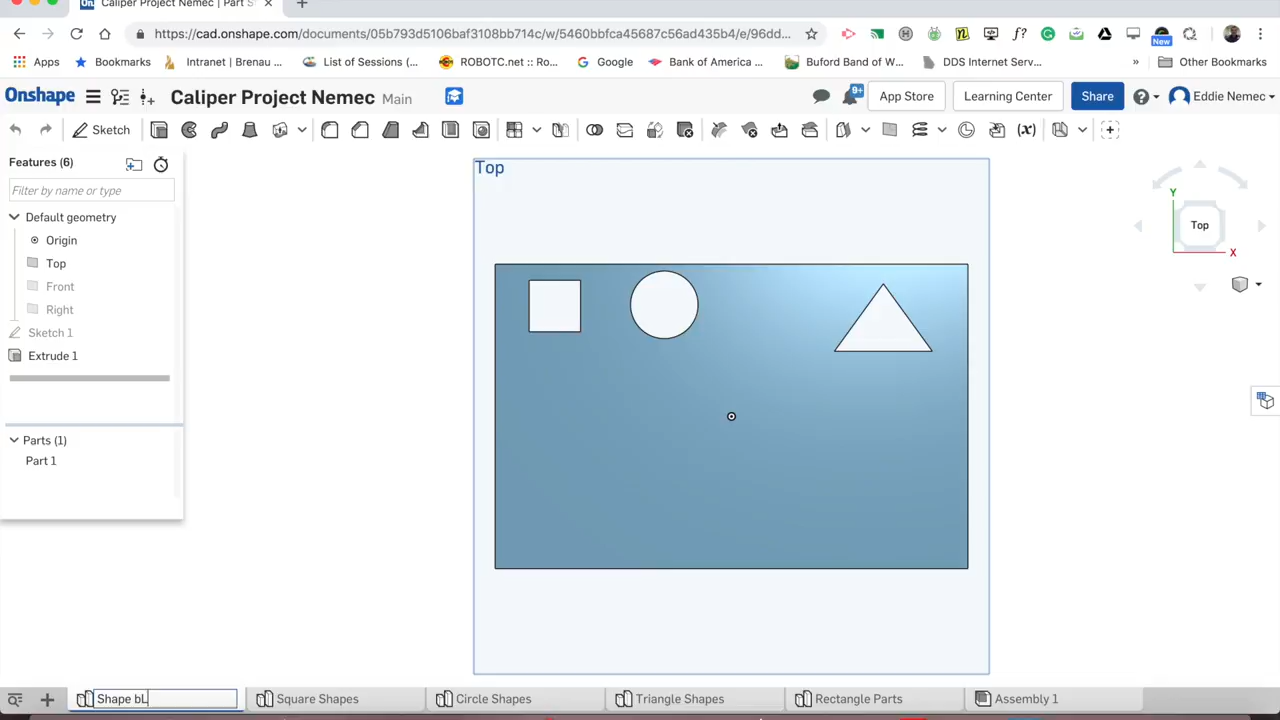 Caliper Project Nemec | Part S
https://cad.onshape.com/documents/05b793d5106baf3108bb714c/w/5460bbfca45687c56ad435b4/e/96dd...
Apps Bookmarks Intranet | Brenau ... List of Sessions (... ROBOTC.net :: Ro... Google Bank of America ... Buford Band of W... DDS Internet Serv... » Other Bookmarks
New
Onshape Caliper Project Nemec Main 9+ App Store Learning Center Share Eddie Nemec
Sketch (x)
Features (6)
Filter by name or type
Default geometry
Origin
Top
Front
Right
Sketch 1
Extrude 1
Parts (1)
Part 1
Top
Y
Top
X
Shape bL Square Shapes Circle Shapes Triangle Shapes Rectangle Parts Assembly 1